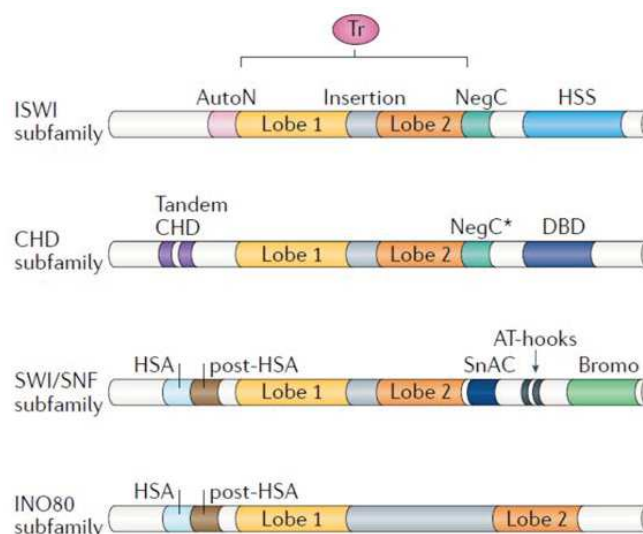 Tr
AutoN Insertion NegC HSS
ISWI
subfamily
Lobe 1 Lobe 2
Tandem
CHD
NegC* DBD
CHD
subfamily
Lobe 1 Lobe 2
AT-hooks
HSA post-HSA SnAC Bromo
SWI/SNF
subfamily
Lobe 1 Lobe 2
HSA post-HSA
INO80
subfamily
Lobe 1 Lobe 2